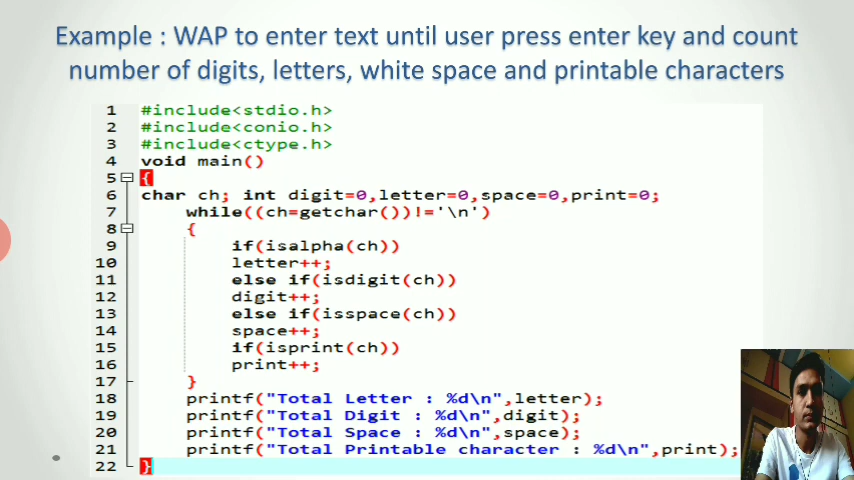 Example : WAP to enter text until user press enter key and count
number of digits, letters, white space and printable characters
1 #include<stdio.h>
2 #include<conio.h>
3 #include<ctype.h>
4 void main()
5 {
6 char ch; int digit=0,letter=0,space=0,print=0;
7 while((ch=getchar())!='\n')
8 {
9 if(isalpha(ch))
10 letter++;
11 else if(isdigit(ch))
12 digit++;
13 else if(isspace(ch))
14 space++;
15 if(isprint(ch))
16 print++;
17 }
18 printf("Total Letter : %d\n",letter);
19 printf("Total Digit : %d\n",digit);
20 printf("Total Space : %d\n",space);
21 printf("Total Printable character : %d\n",print);
22 }